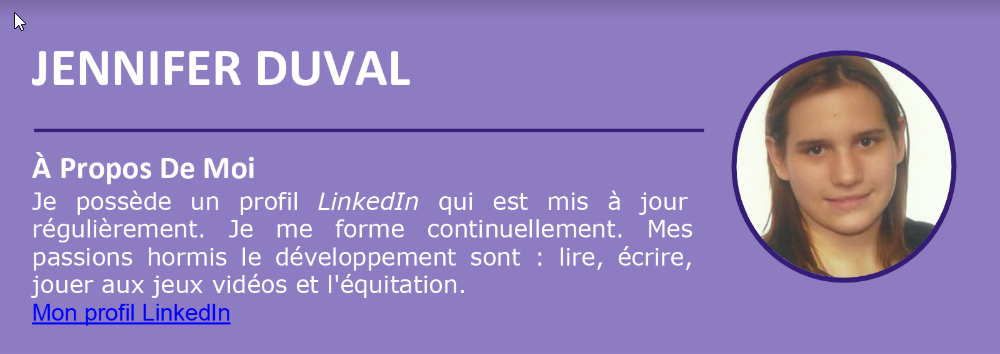 JENNIFER DUVAL
À Propos De Moi
Je possède un profil LinkedIn qui est mis à jour
régulièrement. Je me forme continuellement. Mes
passions hormis le développement sont : lire, écrire,
jouer aux jeux vidéos et l'équitation.
Mon profil LinkedIn